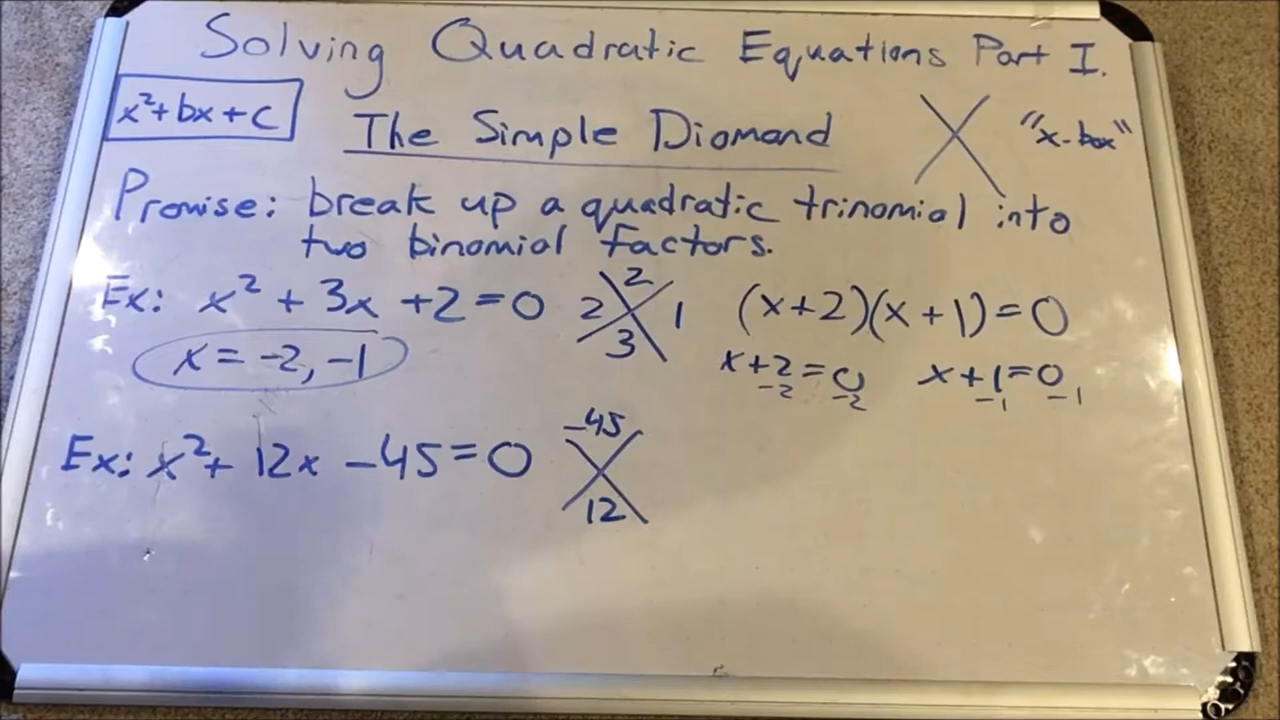 Solving Quadratic Equations Part I.
x²+bx+c
The Simple Diomand
"x-box"
Promise: break up a quadratic trinomial into
two binomial factors.
Ex: x² + 3x + 2 = 0
2
2 1
3
(x+2)(x+1)=0
x = -2, -1
x+2=0 x+1=0
-2 -2 -1 -1
Ex: x² + 12x - 45 = 0
-45
12